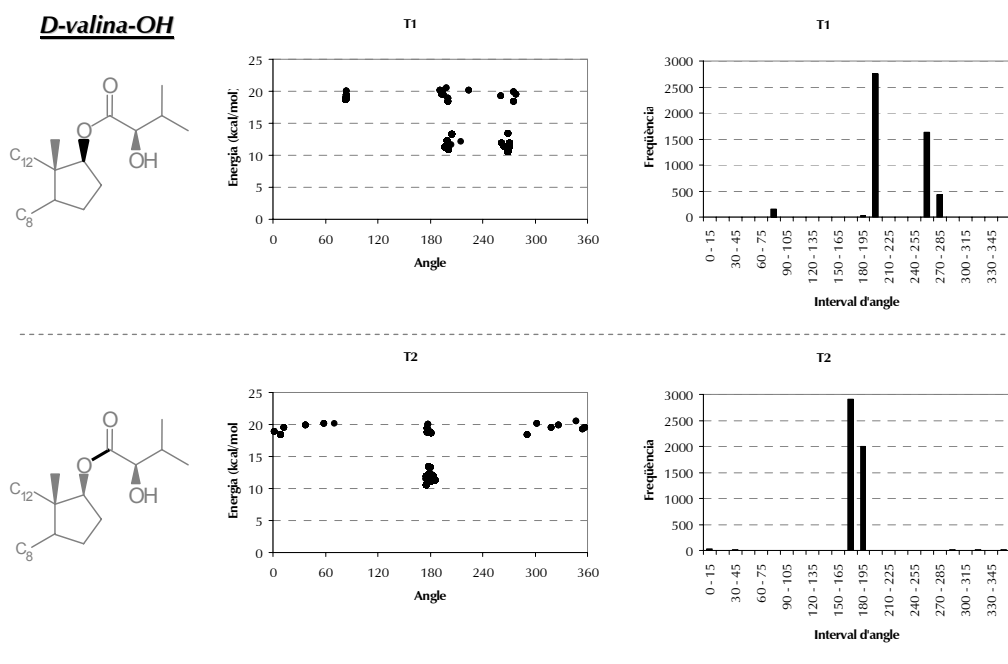 D-valina-OH
T1
T1
25
20
15
10
5
0
Energia (kcal/mol)
0 60 120 180 240 300 360
Angle
3000
2500
2000
1500
1000
500
0
Freqüència
0 - 15
30 - 45
60 - 75
90 - 105
120 - 135
150 - 165
180 - 195
210 - 225
240 - 255
270 - 285
300 - 315
330 - 345
Interval d'angle
O
O
OH
C12
C8
T2
T2
25
20
15
10
5
0
Energia (kcal/mol
0 60 120 180 240 300 360
Angle
3000
2500
2000
1500
1000
500
0
Freqüència
0 - 15
30 - 45
60 - 75
90 - 105
120 - 135
150 - 165
180 - 195
210 - 225
240 - 255
270 - 285
300 - 315
330 - 345
Interval d'angle
O
O
OH
C12
C8